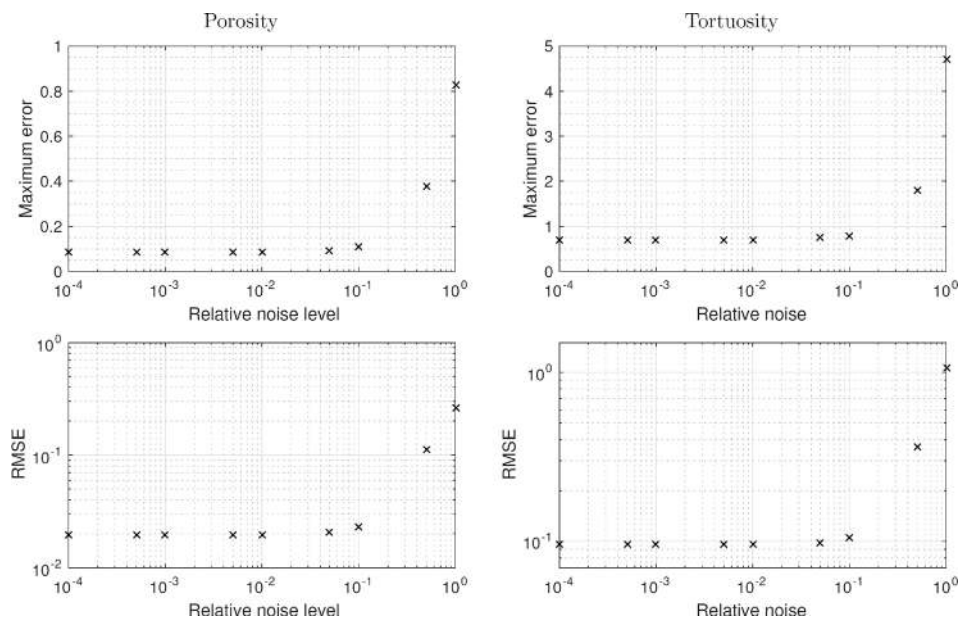 Porosity
Maximum error
1
0.8
0.6
0.4
0.2
0
10^-4 10^-3 10^-2 10^-1 10^0
Relative noise level
Tortuosity
Maximum error
5
4
3
2
1
0
10^-4 10^-3 10^-2 10^-1 10^0
Relative noise
RMSE
10^0
10^-1
10^-2
10^-4 10^-3 10^-2 10^-1 10^0
Relative noise level
RMSE
10^0
10^-1
10^-4 10^-3 10^-2 10^-1 10^0
Relative noise